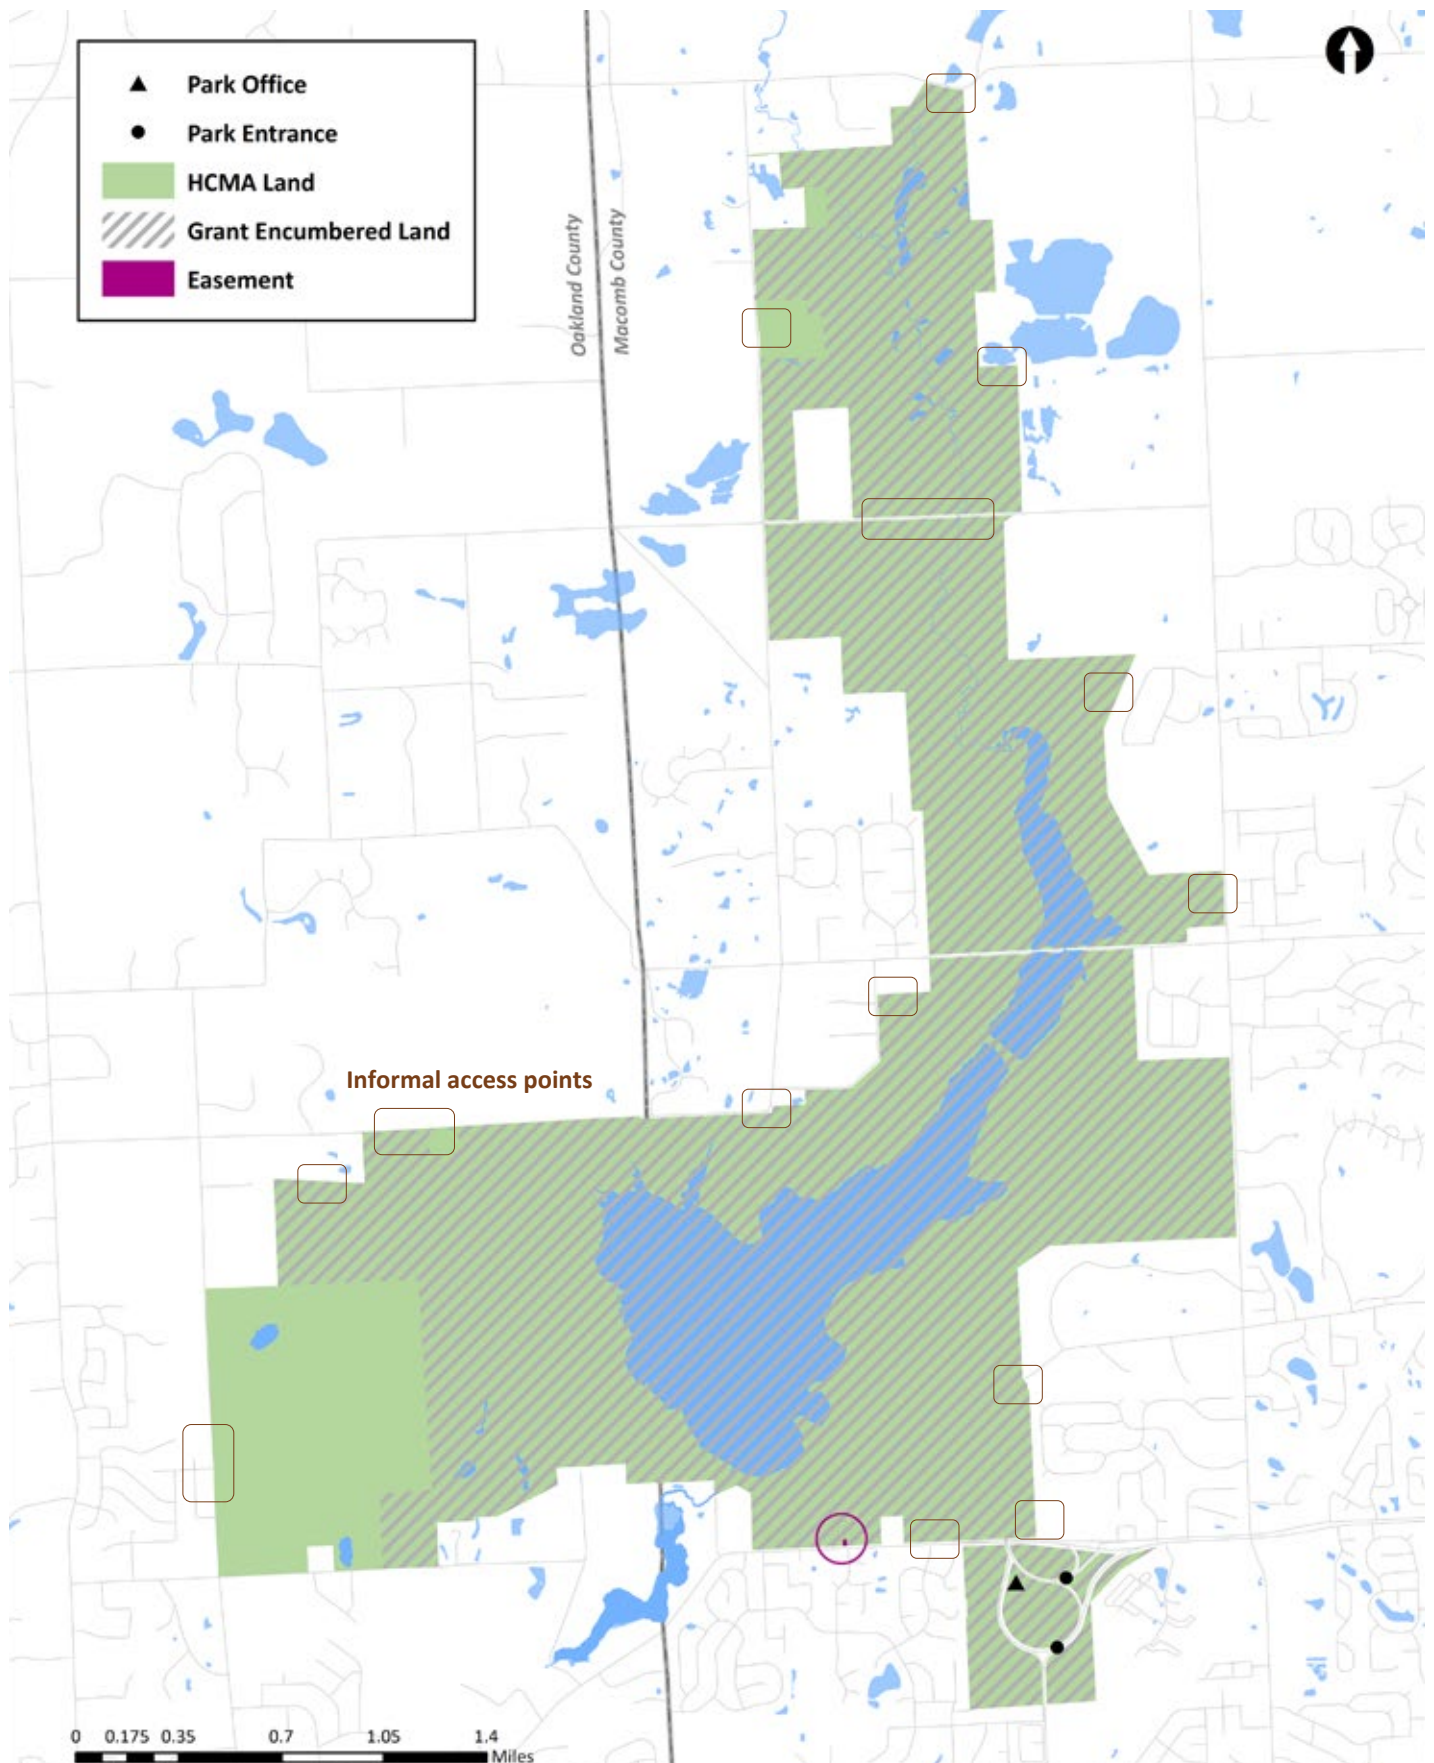 Park Office
Park Entrance
HCMA Land
Grant Encumbered Land
Easement
Oakland County
Macomb County
Informal access points
0 0.175 0.35 0.7 1.05 1.4
Miles